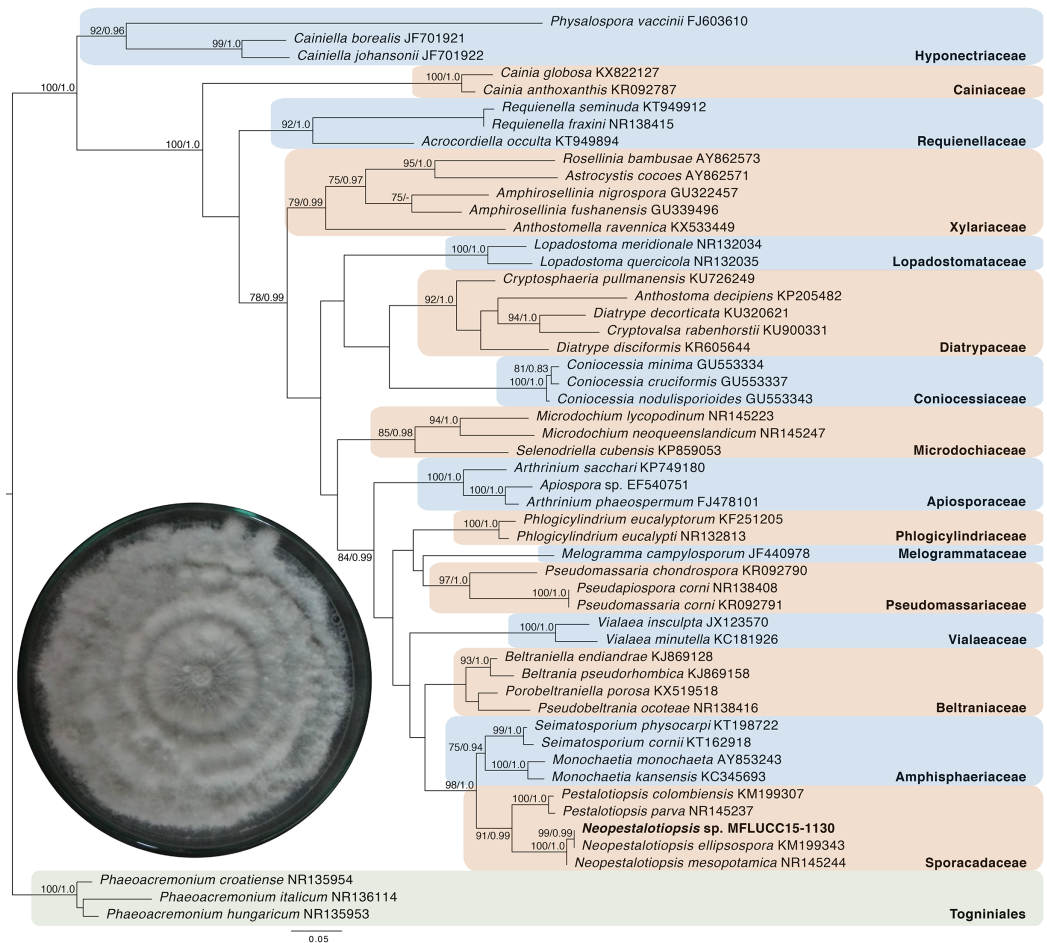 Physalospora vaccinii FJ603610
92/0.96
Cainiella borealis JF701921
99/1.0
Cainiella johansonii JF701922
Hyponectriaceae
Cainia globosa KX822127
100/1.0
100/1.0
Cainia anthoxanthis KR092787
Cainiaceae
Requienella seminuda KT949912
92/1.0
Requienella fraxini NR138415
Acrocordiella occulta KT949894
Requienellaceae
100/1.0
Rosellinia bambusae AY862573
95/1.0
Astrocystis cocoes AY862571
75/0.97
Amphirosellinia nigrospora GU322457
75/-
79/0.99
Amphirosellinia fushanensis GU339496
Anthostomella ravennica KX533449
Xylariaceae
Lopadostoma meridionale NR132034
100/1.0
Lopadostoma quercicola NR132035
Lopadostomataceae
Cryptosphaeria pullmanensis KU726249
78/0.99
92/1.0
Anthostoma decipiens KP205482
Diatrype decorticata KU320621
94/1.0
Cryptovalsa rabenhorstii KU900331
Diatrype disciformis KR605644
Diatrypaceae
Coniocessia minima GU553334
81/0.83
Coniocessia cruciformis GU553337
100/1.0
Coniocessia nodulisporioides GU553343
Coniocessiaceae
Microdochium lycopodinum NR145223
94/1.0
85/0.98
Microdochium neoqueenslandicum NR145247
Selenodriella cubensis KP859053
Microdochiaceae
Arthrinium sacchari KP749180
100/1.0
Apiospora sp. EF540751
100/1.0
Arthrinium phaeospermum FJ478101
Apiosporaceae
Phlogicylindrium eucalyptorum KF251205
100/1.0
Phlogicylindrium eucalypti NR132813
Phlogicylindriaceae
84/0.99
Melogramma campylosporum JF440978
Melogrammataceae
Pseudomassaria chondrospora KR092790
97/1.0
Pseudapiospora corni NR138408
100/1.0
Pseudomassaria corni KR092791
Pseudomassariaceae
Vialaea insculpta JX123570
100/1.0
Vialaea minutella KC181926
Vialaeaceae
Beltraniella endiandrae KJ869128
93/1.0
Beltrania pseudorhombica KJ869158
Porobeltraniella porosa KX519518
Pseudobeltrania ocoteae NR138416
Beltraniaceae
Seimatosporium physocarpi KT198722
99/1.0
Seimatosporium cornii KT162918
75/0.94
Monochaetia monochaeta AY853243
100/1.0
Monochaetia kansensis KC345693
Amphisphaeriaceae
98/1.0
Pestalotiopsis colombiensis KM199307
100/1.0
Pestalotiopsis parva NR145237
Neopestalotiopsis sp. MFLUCC15-1130
91/0.99
99/0.99
Neopestalotiopsis ellipsospora KM199343
100/1.0
Neopestalotiopsis mesopotamica NR145244
Sporacadaceae
Phaeoacremonium croatiense NR135954
100/1.0
Phaeoacremonium italicum NR136114
Phaeoacremonium hungaricum NR135953
Togniniales
0.05